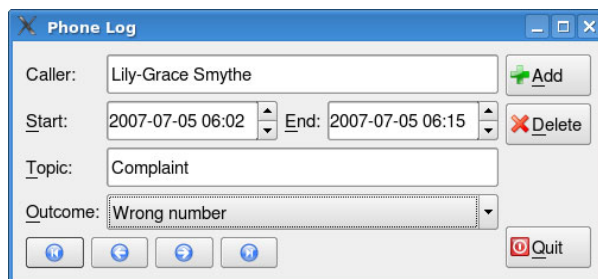 Phone Log
Caller: Lily-Grace Smythe Add
Start: 2007-07-05 06:02 End: 2007-07-05 06:15 Delete
Topic: Complaint
Outcome: Wrong number
Quit